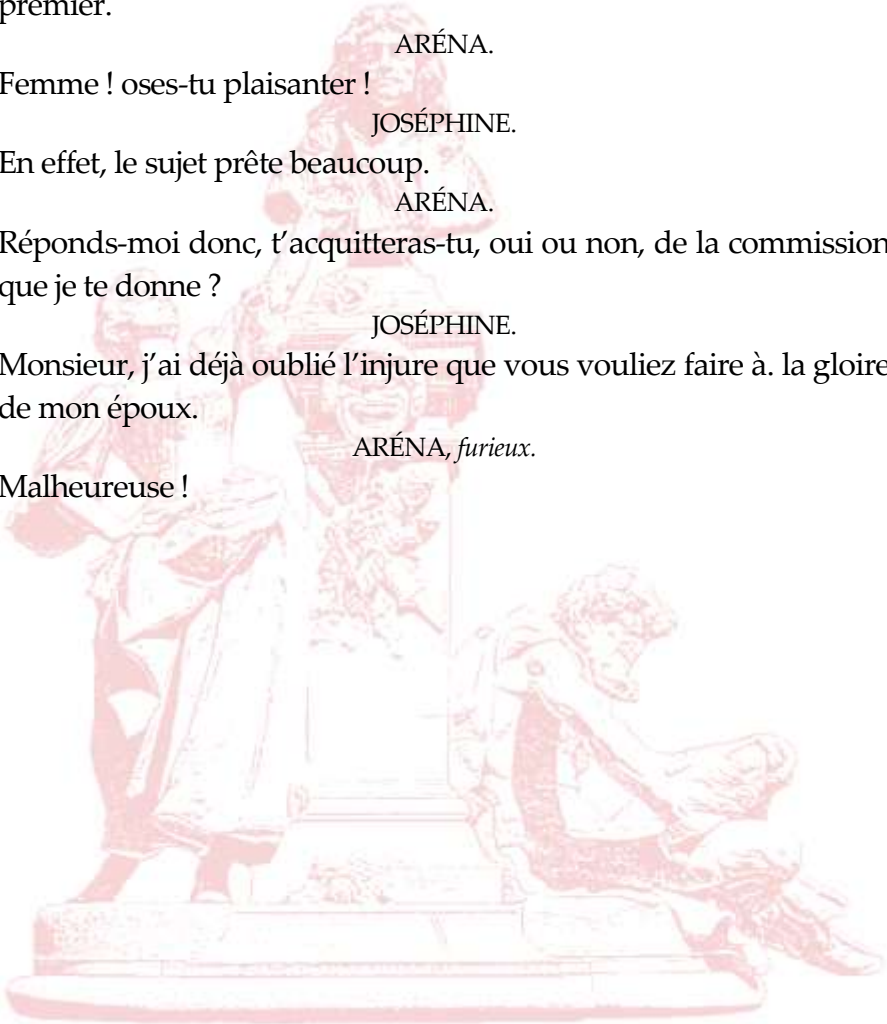 premier.
ARÉNA.
Femme ! oses-tu plaisanter !
JOSÉPHINE.
En effet, le sujet prête beaucoup.
ARÉNA.
Réponds-moi donc, t’acquitteras-tu, oui ou non, de la commission
que je te donne ?
JOSÉPHINE.
Monsieur, j’ai déjà oublié l’injure que vous vouliez faire à. la gloire
de mon époux.
ARÉNA, furieux.
Malheureuse !